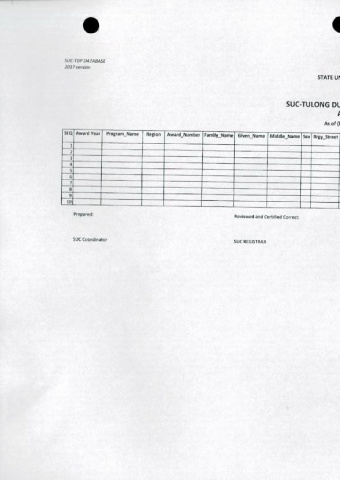 SUC-TDP DATABASE
2017 version
STATE UN
SUC-TULONG DU
A
As of (
SEQ Award Year Program_Name Region Award_Number Family_Name Given_Name Middle_Name Sex Brgy_Street
1
2
3
4
5
6
7
8
9
10
Prepared: Reviewed and Certified Correct:
SUC Coordinator SUC REGISTRAR